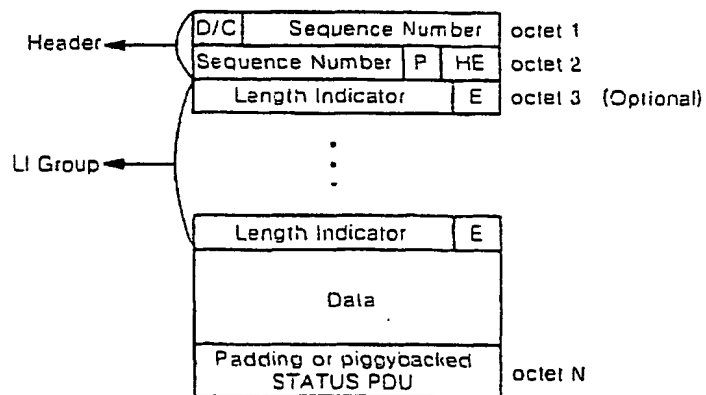 D/C Sequence Number octet 1
Header
Sequence Number P HE octet 2
Length Indicator E octet 3 (Optional)
LI Group
Length Indicator E
Data
Padding or piggybacked
STATUS PDU octet N